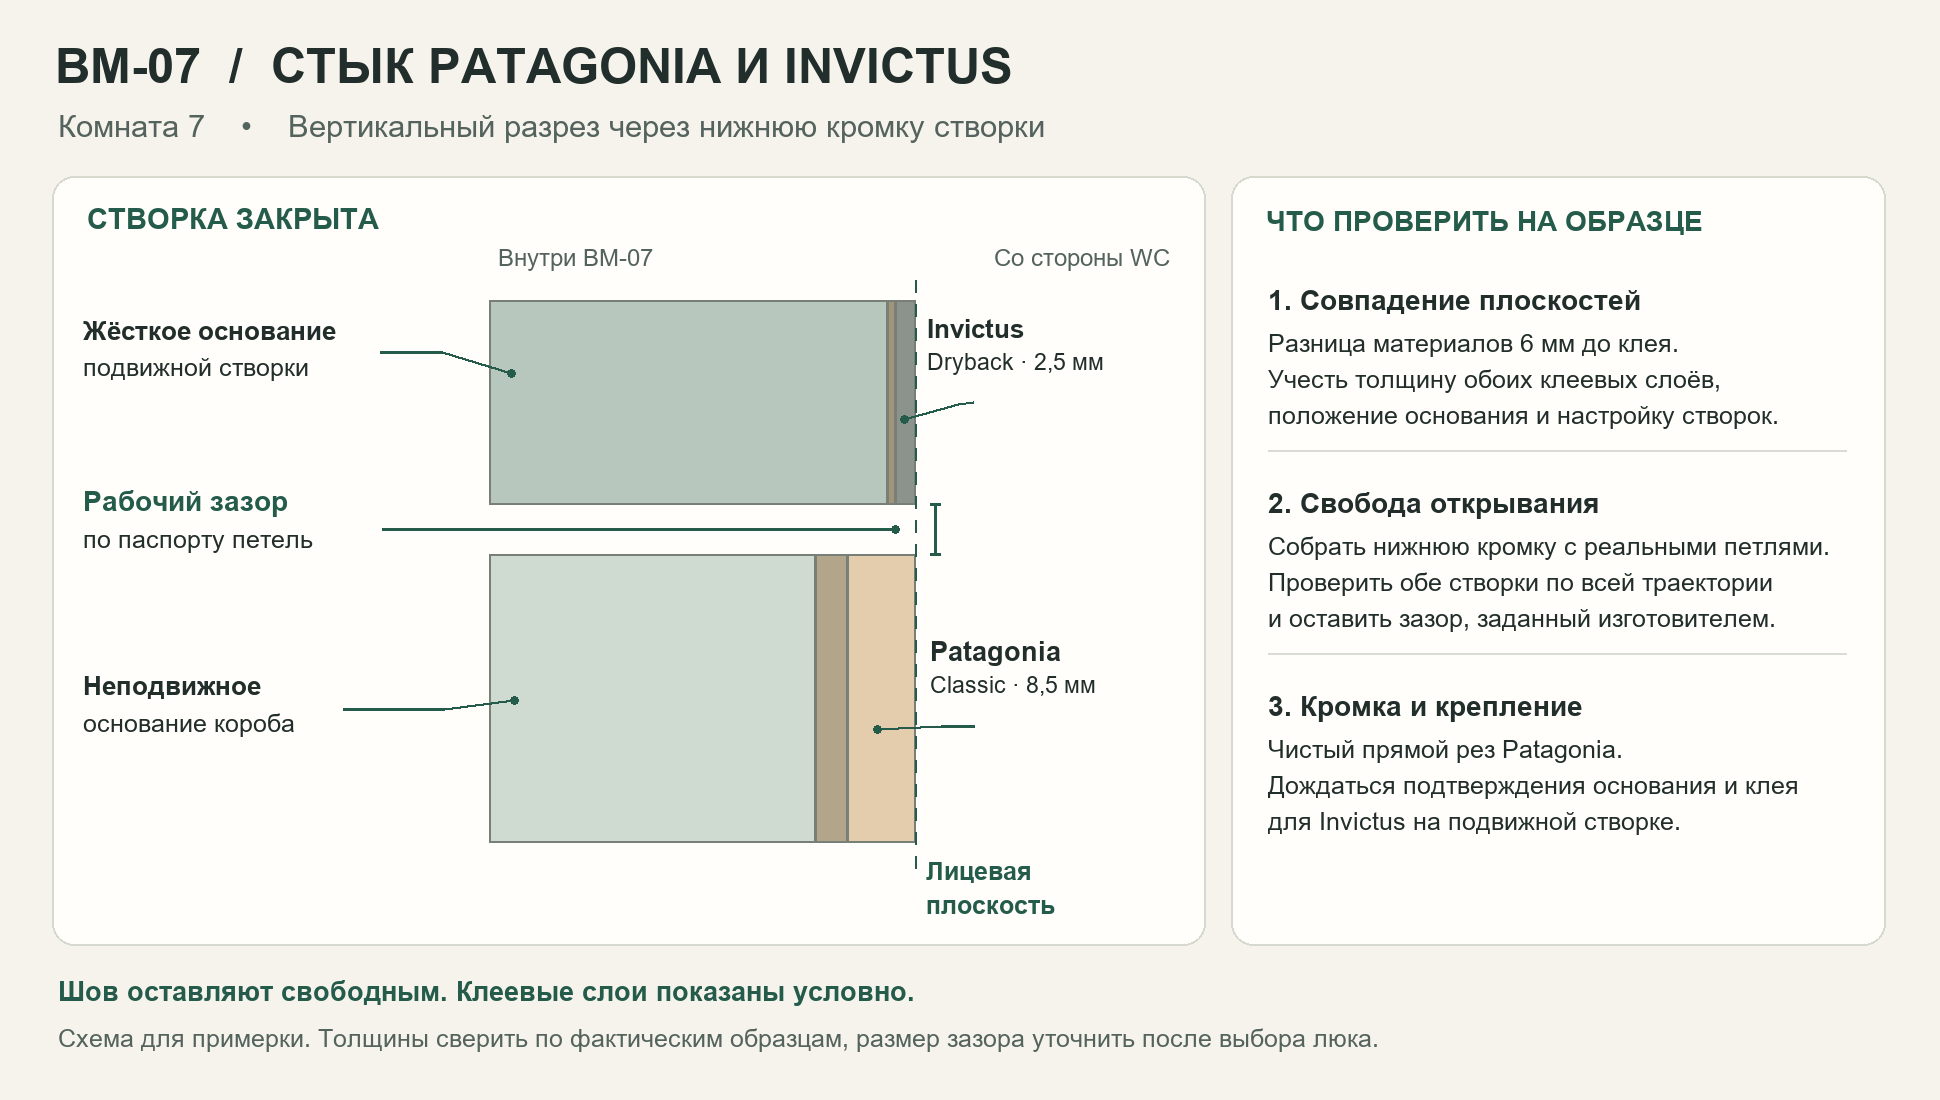 ВМ-07 / СТЫК PATAGONIA И INVICTUS
Комната 7 • Вертикальный разрез через нижнюю кромку створки
СТВОРКА ЗАКРЫТА
Внутри ВМ-07
Со стороны WC
Жёсткое основание
подвижной створки
Invictus
Dryback · 2,5 мм
Рабочий зазор
по паспорту петель
Неподвижное
основание короба
Patagonia
Classic · 8,5 мм
Лицевая
плоскость
ЧТО ПРОВЕРИТЬ НА ОБРАЗЦЕ
1. Совпадение плоскостей
Разница материалов 6 мм до клея.
Учесть толщину обоих клеевых слоёв,
положение основания и настройку створок.
2. Свобода открывания
Собрать нижнюю кромку с реальными петлями.
Проверить обе створки по всей траектории
и оставить зазор, заданный изготовителем.
3. Кромка и крепление
Чистый прямой рез Patagonia.
Дождаться подтверждения основания и клея
для Invictus на подвижной створке.
Шов оставляют свободным. Клеевые слои показаны условно.
Схема для примерки. Толщины сверить по фактическим образцам, размер зазора уточнить после выбора люка.